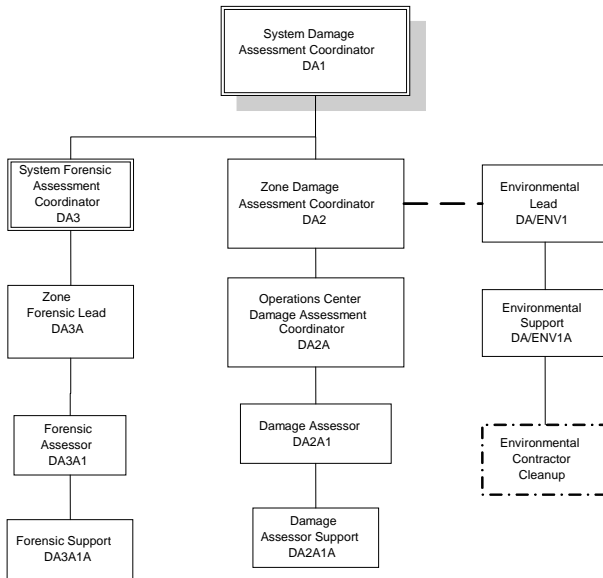 System Damage
Assessment Coordinator
DA1
System Forensic
Assessment
Coordinator
DA3
Zone Damage
Assessment Coordinator
DA2
Environmental
Lead
DA/ENV1
Zone
Forensic Lead
DA3A
Operations Center
Damage Assessment
Coordinator
DA2A
Environmental
Support
DA/ENV1A
Forensic
Assessor
DA3A1
Damage Assessor
DA2A1
Environmental
Contractor
Cleanup
Forensic Support
DA3A1A
Damage
Assessor Support
DA2A1A